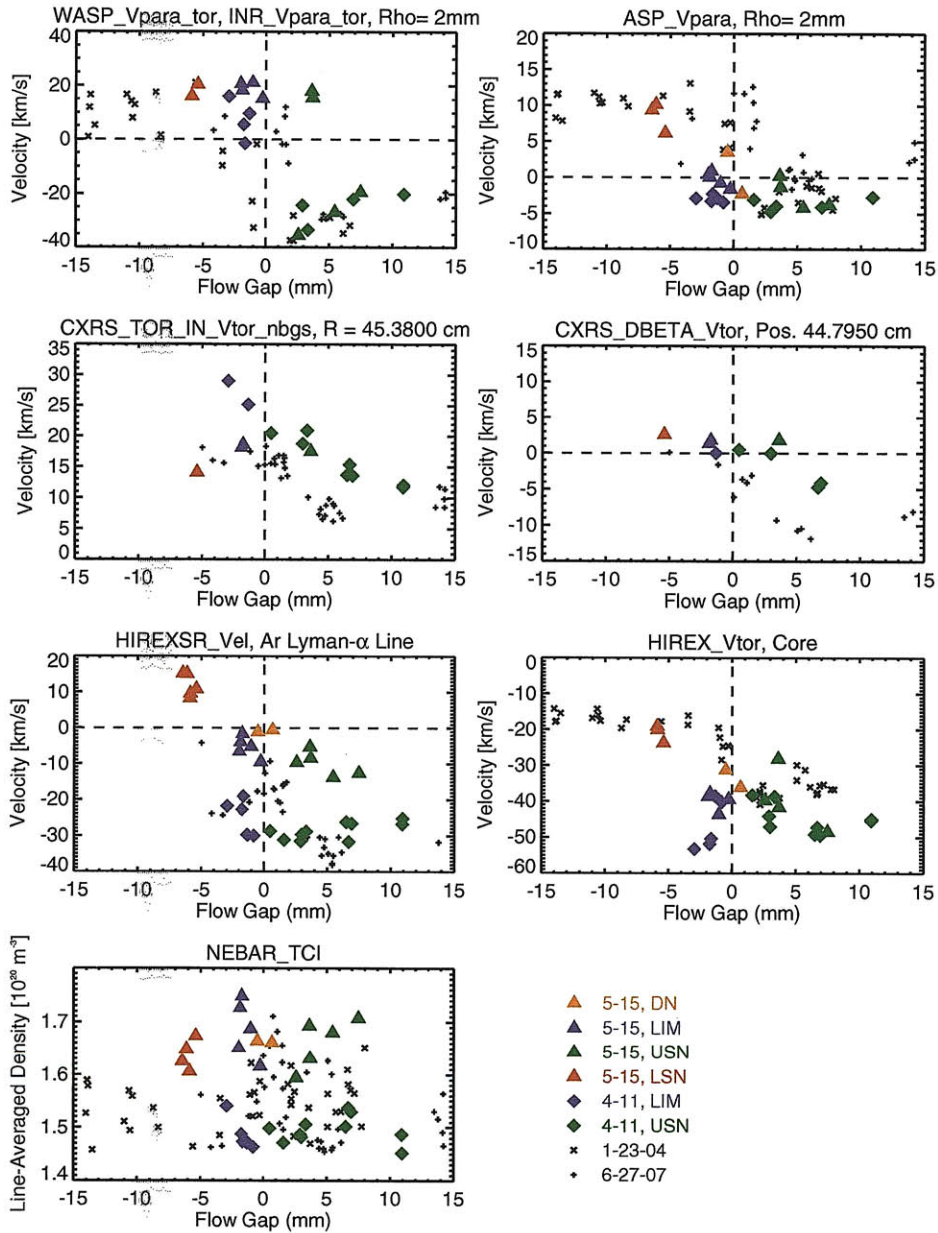 WASP_Vpara_tor, INR_Vpara_tor, Rho= 2mm
40
20
0
-20
-40
Velocity [km/s]
-15 -10 -5 0 5 10 15
Flow Gap (mm)
ASP_Vpara, Rho= 2mm
20
15
10
5
0
-5
-10
Velocity [km/s]
-15 -10 -5 0 5 10 15
Flow Gap (mm)
CXRS_TOR_IN_Vtor_nbgs, R = 45.3800 cm
35
30
25
20
15
10
5
0
Velocity [km/s]
-15 -10 -5 0 5 10 15
Flow Gap (mm)
CXRS_DBETA_Vtor, Pos. 44.7950 cm
15
10
5
0
-5
-10
-15
Velocity [km/s]
-15 -10 -5 0 5 10 15
Flow Gap (mm)
HIREXSR_Vel, Ar Lyman-α Line
20
10
0
-10
-20
-30
-40
Velocity [km/s]
-15 -10 -5 0 5 10 15
Flow Gap (mm)
HIREX_Vtor, Core
0
-10
-20
-30
-40
-50
-60
Velocity [km/s]
-15 -10 -5 0 5 10 15
Flow Gap (mm)
NEBAR_TCI
1.7
1.6
1.5
1.4
Line-Averaged Density [10²⁰ m⁻³]
-15 -10 -5 0 5 10 15
Flow Gap (mm)
5-15, DN
5-15, LIM
5-15, USN
5-15, LSN
4-11, LIM
4-11, USN
1-23-04
6-27-07